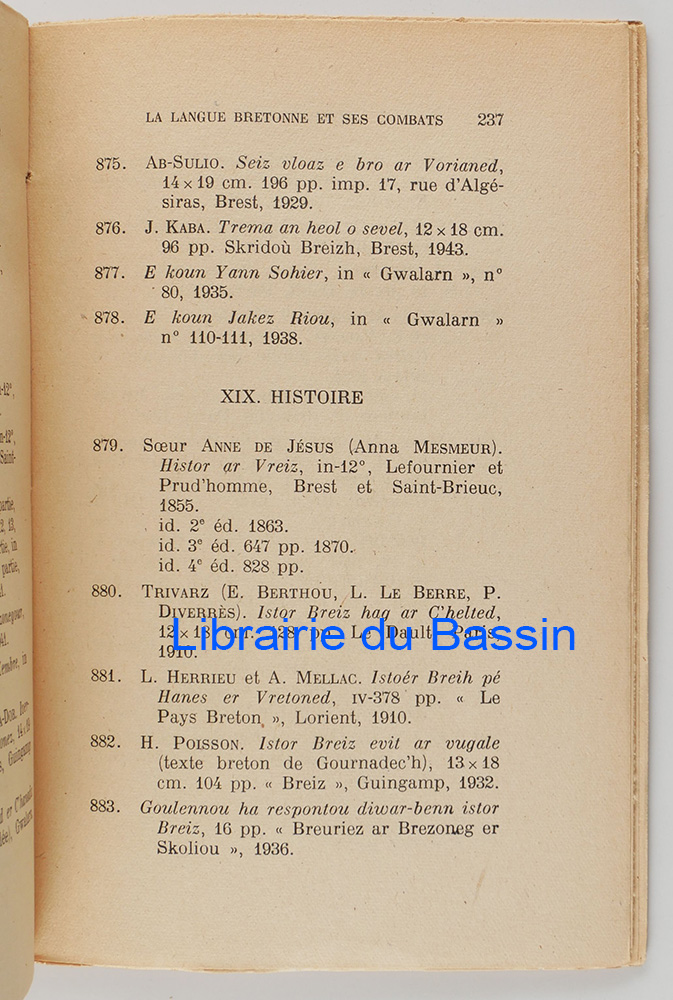 LA LANGUE BRETONNE ET SES COMBATS 237
875. AB-SULIO. Seiz vloaz e bro ar Vorianed,
14 × 19 cm. 196 pp. imp. 17, rue d'Algé-
siras, Brest, 1929.
876. J. KABA. Trema an heol o sevel, 12 × 18 cm.
96 pp. Skridoù Breizh, Brest, 1943.
877. E koun Yann Sohier, in « Gwalarn », n°
80, 1935.
878. E koun Jakez Riou, in « Gwalarn »
n° 110-111, 1938.
XIX. HISTOIRE
879. Sœur ANNE DE JÉSUS (Anna MESMEUR).
Histor ar Vreiz, in-12°, Lefournier et
Prud'homme, Brest et Saint-Brieuc,
1855.
id. 2e éd. 1863.
id. 3e éd. 647 pp. 1870.
id. 4e éd. 828 pp.
880. TRIVARZ (E. BERTHOU, L. LE BERRE, P.
DIVERRÈS). Istor Breiz hag ar C'helted,
12 × 18 cm. pp. Le Dault, Paris,
Librairie du Bassin
1910.
881. L. HERRIEU et A. MELLAC. Istoér Breih pé
Hanes er Vretoned, IV-378 pp. « Le
Pays Breton », Lorient, 1910.
882. H. POISSON. Istor Breiz evit ar vugale
(texte breton de Gournadec'h), 13 × 18
cm. 104 pp. « Breiz », Guingamp, 1932.
883. Goulennou ha respontou diwar-benn istor
Breiz, 16 pp. « Breuriez ar Brezoneg er
Skoliou », 1936.